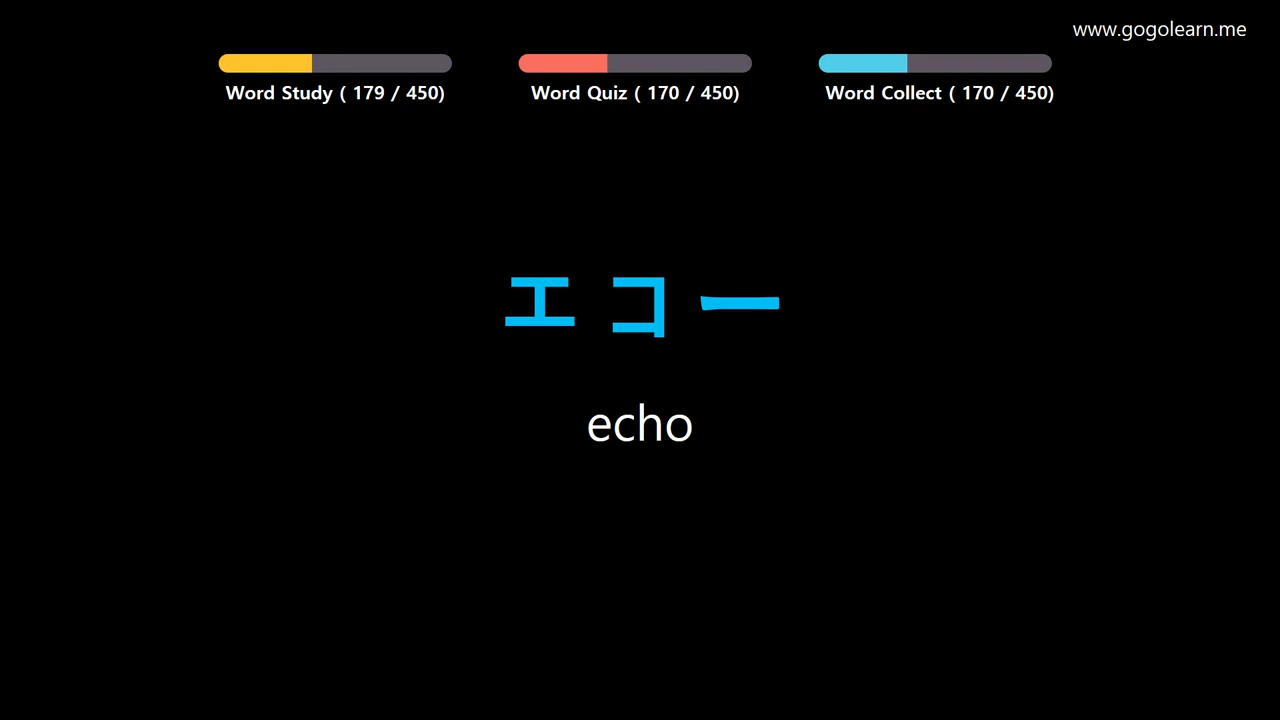 www.gogolearn.me
Word Study ( 179 / 450)
Word Quiz ( 170 / 450)
Word Collect ( 170 / 450)
エコー
echo